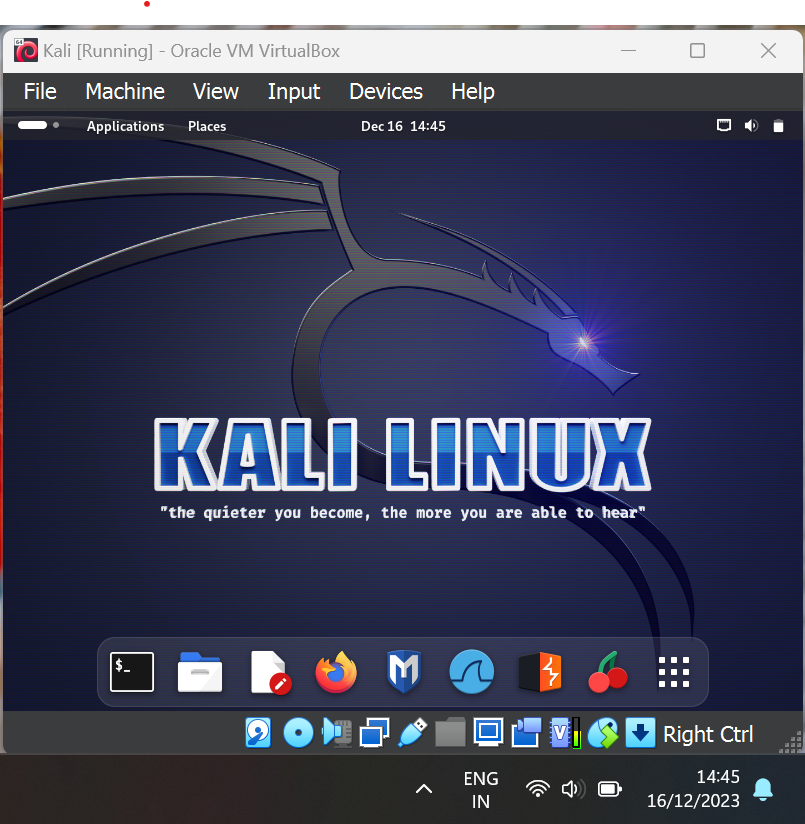 Kali [Running] - Oracle VM VirtualBox
File Machine View Input Devices Help
Applications Places Dec 16 14:45
KALI LINUX
"the quieter you become, the more you are able to hear"
$_
M
V
Right Ctrl
ENG
IN
14:45
16/12/2023